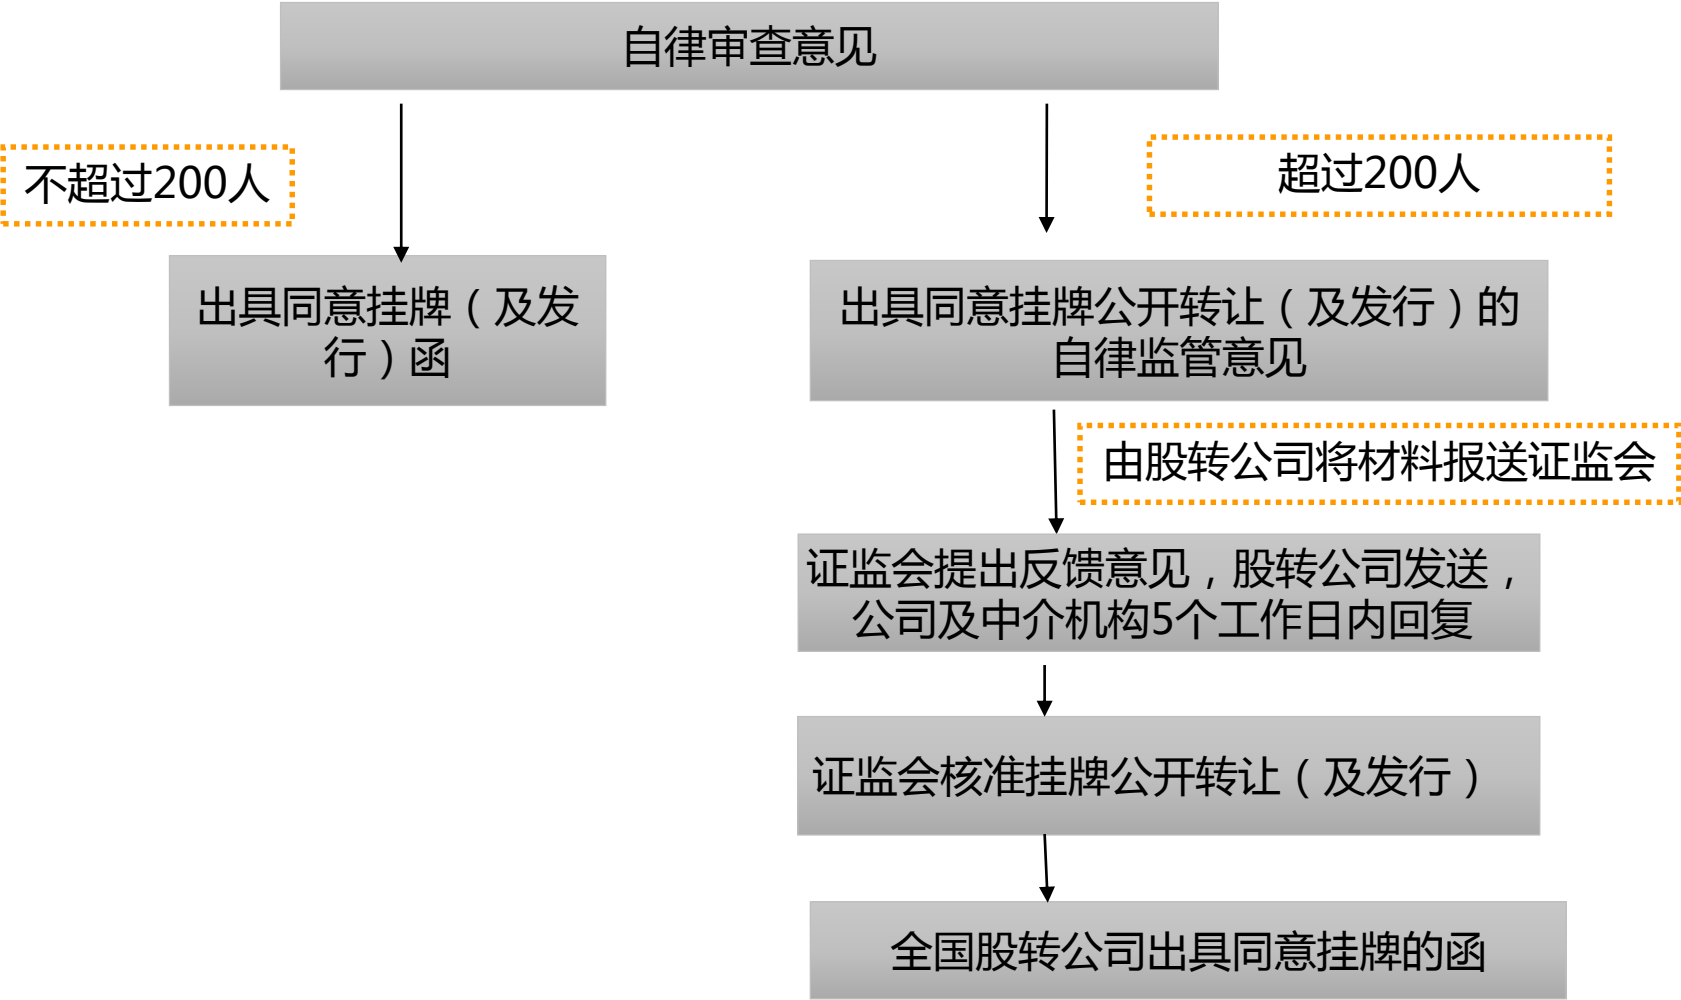 自律审查意见
不超过200人
超过200人
出具同意挂牌（及发
行）函
出具同意挂牌公开转让（及发行）的
自律监管意见
由股转公司将材料报送证监会
证监会提出反馈意见，股转公司发送，
公司及中介机构5个工作日内回复
证监会核准挂牌公开转让（及发行）
全国股转公司出具同意挂牌的函